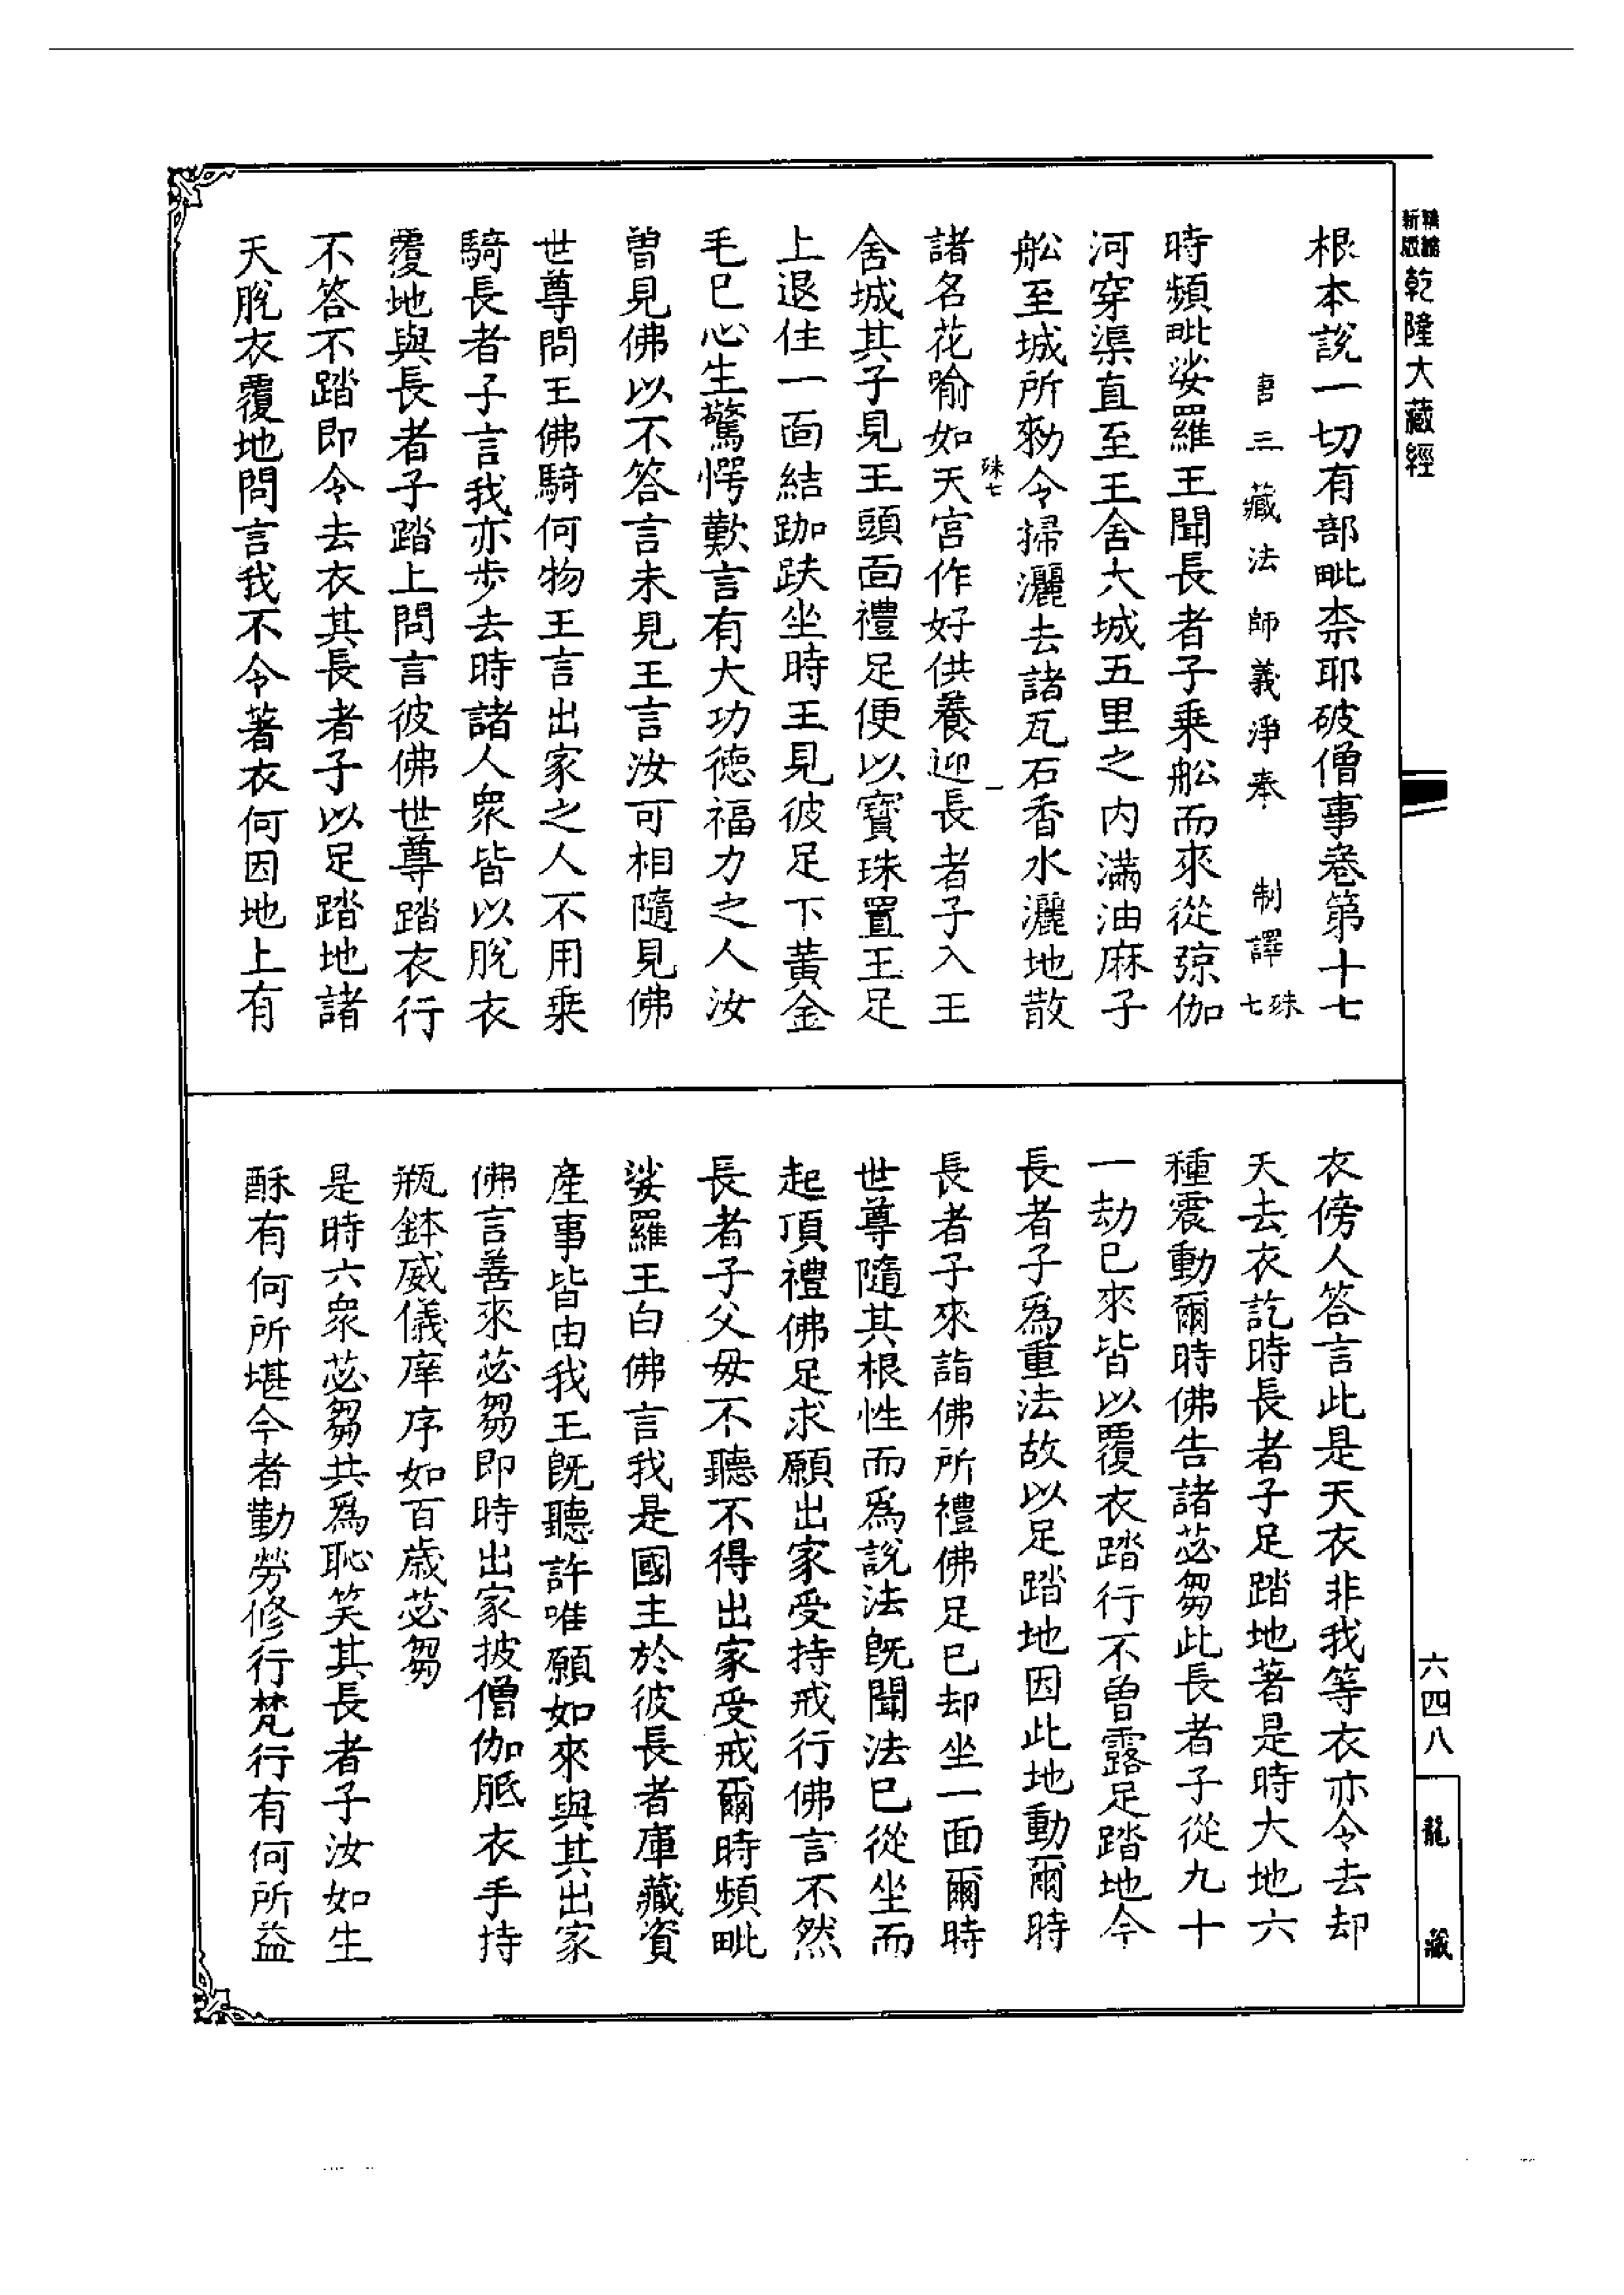 新版 精縮 乾隆大藏經
根本說一切有部毗柰耶破僧事卷第十七
唐三藏法師義淨奉 制譯 殊七
時頻毗娑羅王聞長者子乘舩而來從弶伽
河穿渠直至王舍大城五里之內滿油麻子
舩至城所勑令掃灑去諸瓦石香水灑地散
殊七 一
諸名花喻如天宮作好供養迎長者子入王
舍城其子見王頭面禮足便以寶珠置王足
上退住一面結跏趺坐時王見彼足下黃金
毛已心生驚愕歎言有大功德福力之人汝
曾見佛以不答言未見王言汝可相隨見佛
世尊問王佛騎何物王言出家之人不用乘
騎長者子言我亦步去時諸人衆皆以脫衣
覆地與長者子踏上問言彼佛世尊踏衣行
不答不踏即令去衣其長者子以足踏地諸
天脫衣覆地問言我不令著衣何因地上有
衣傍人答言此是天衣非我等衣亦令去却
天去衣訖時長者子足踏地著是時大地六
種震動爾時佛告諸苾芻此長者子從九十
一劫已來皆以覆衣踏行不曾露足踏地今
長者子爲重法故以足踏地因此地動爾時
長者子來詣佛所禮佛足已却坐一面爾時
世尊隨其根性而爲說法旣聞法已從坐而
起頂禮佛足求願出家受持戒行佛言不然
長者子父母不聽不得出家受戒爾時頻毗
娑羅王白佛言我是國主於彼長者庫藏資
產事皆由我王旣聽許唯願如來與其出家
佛言善來苾芻即時出家披僧伽胝衣手持
瓶鉢威儀庠序如百歲苾芻
是時六衆苾芻共爲恥笑其長者子汝如生
酥有何所堪今者勤勞修行梵行有何所益
六四八
龍藏